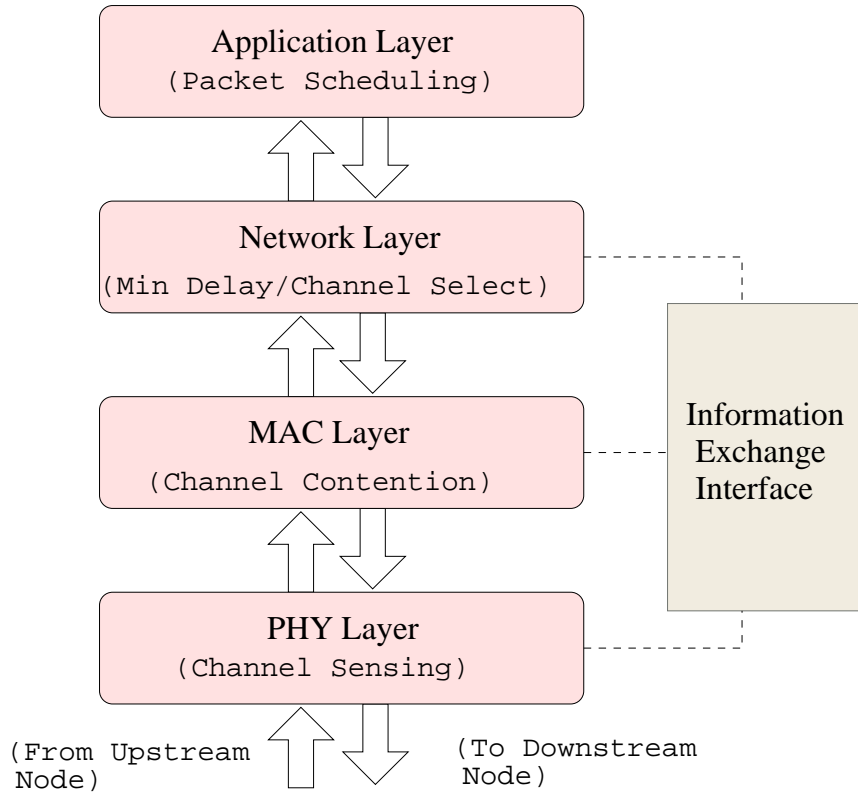 Application Layer
(Packet Scheduling)
Network Layer
(Min Delay/Channel Select)
MAC Layer
(Channel Contention)
Information
Exchange
Interface
PHY Layer
(Channel Sensing)
(From Upstream
Node)
(To Downstream
Node)